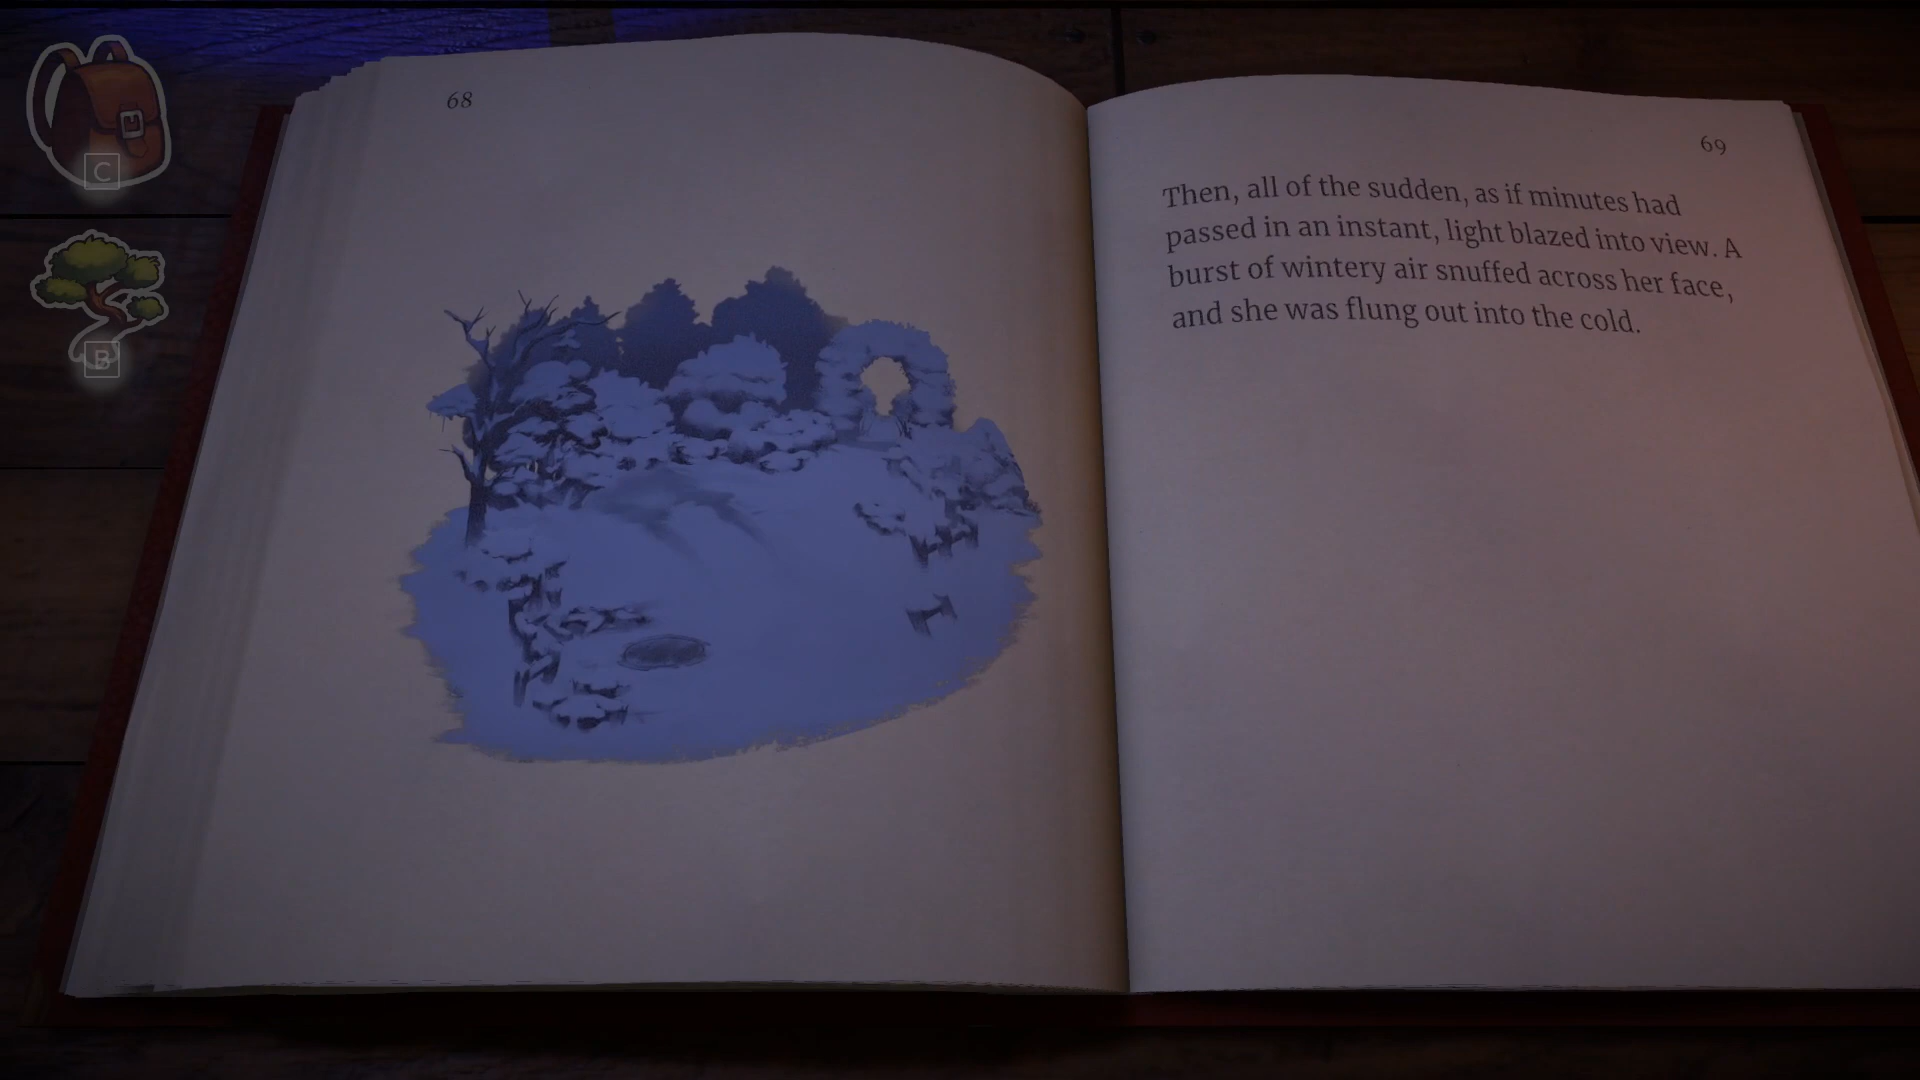 C
B
68
69
Then, all of the sudden, as if minutes had
passed in an instant, light blazed into view. A
burst of wintery air snuffed across her face,
and she was flung out into the cold.